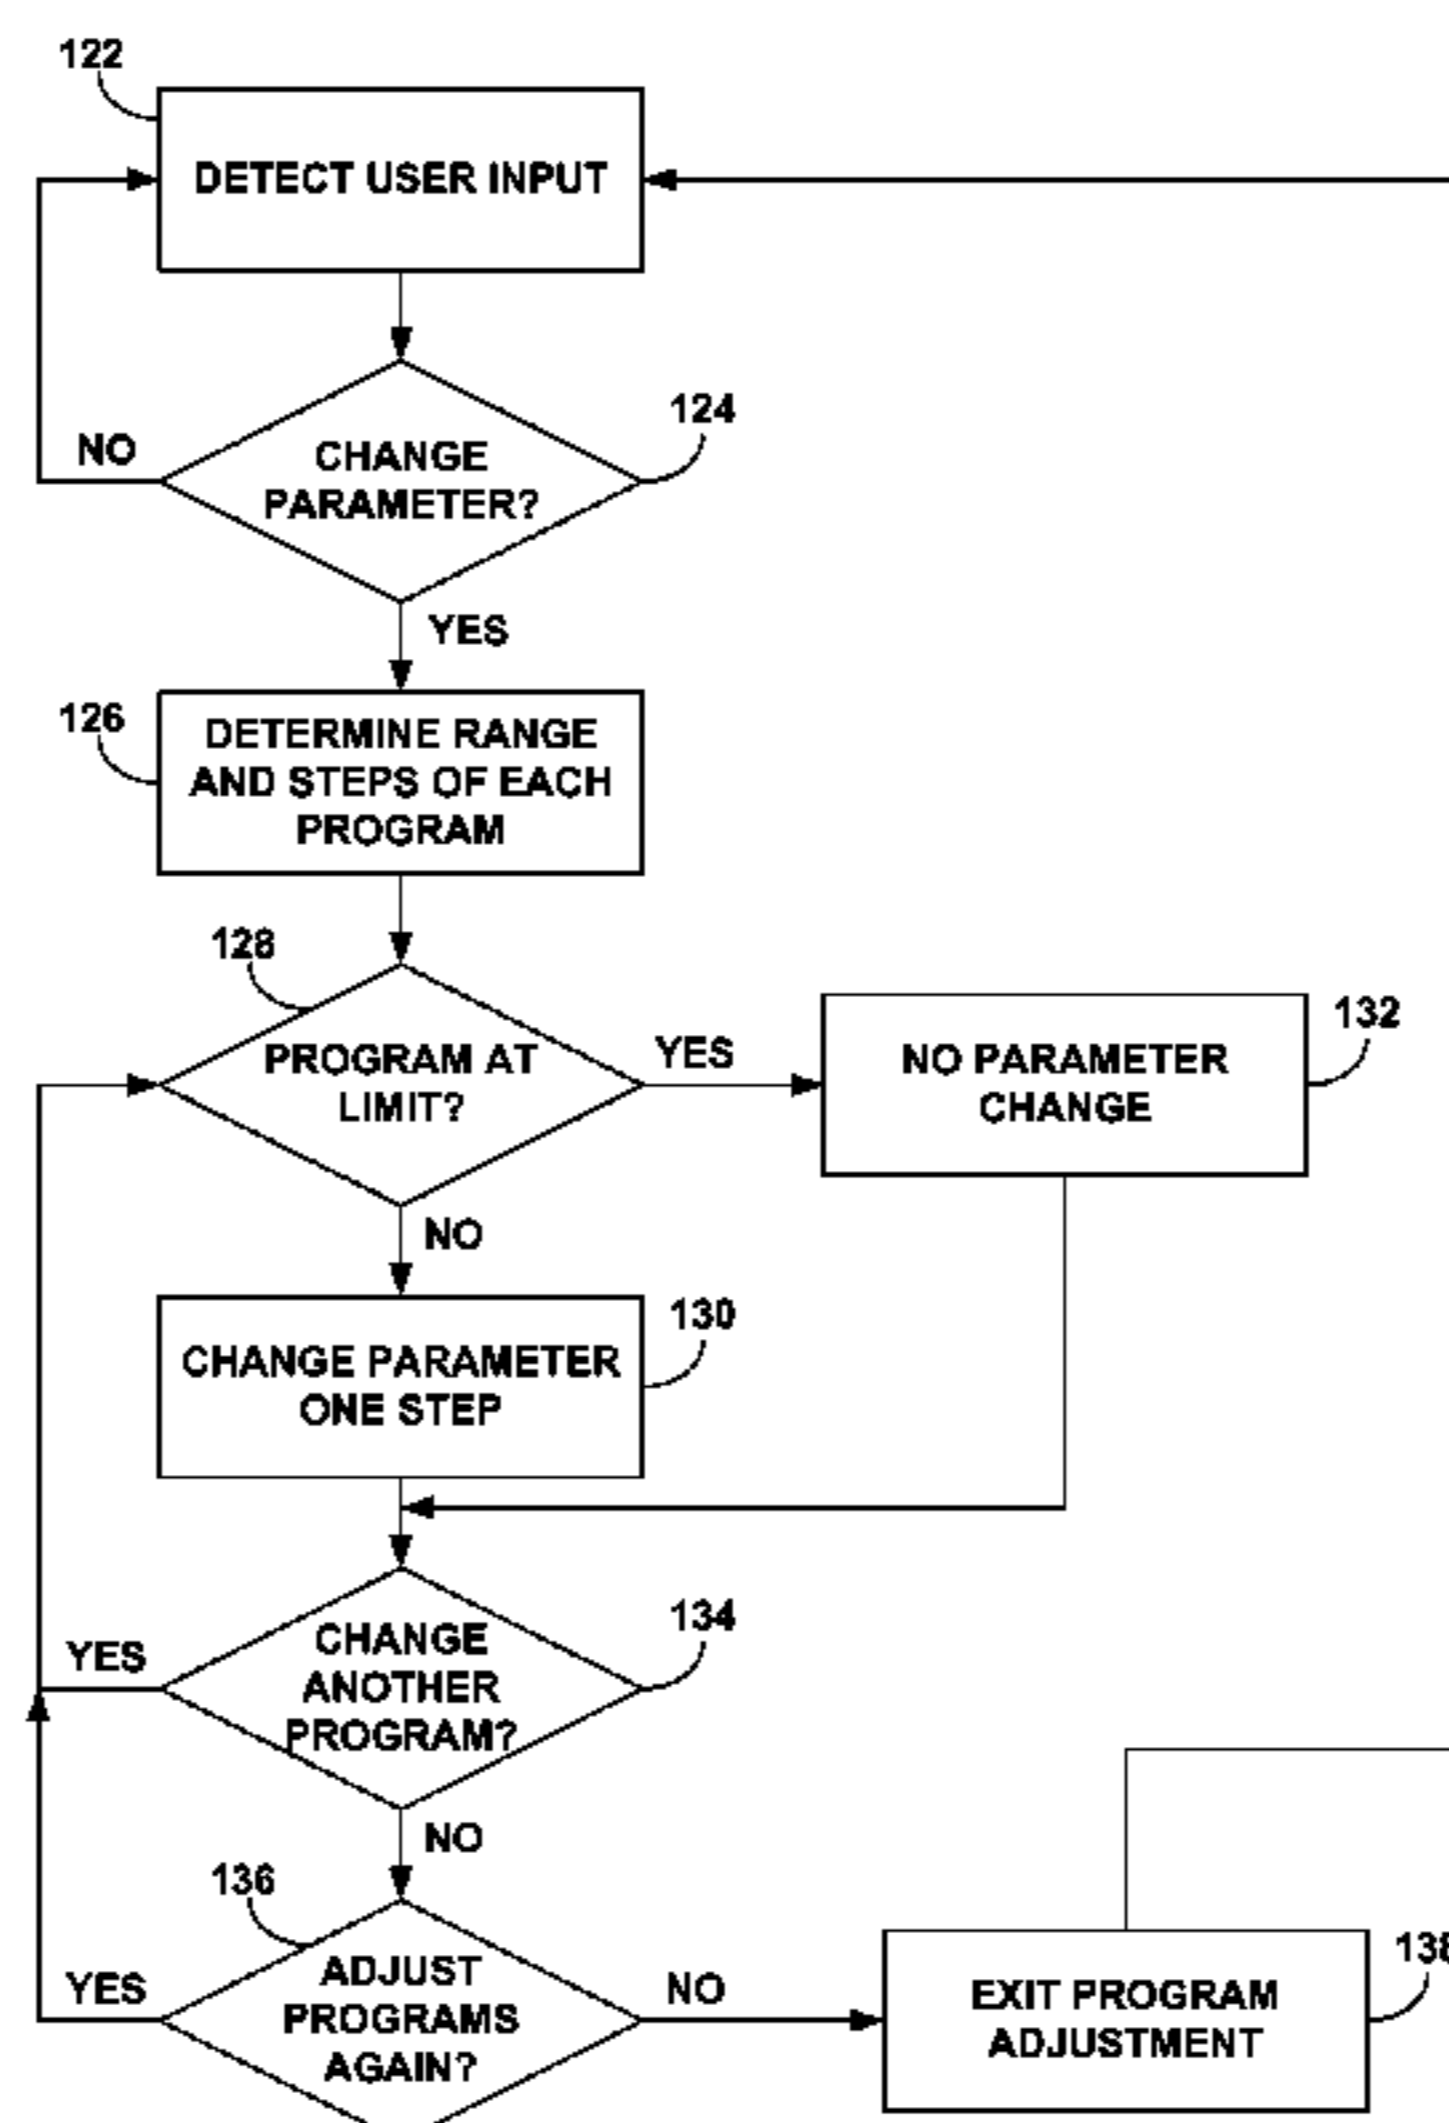 122
DETECT USER INPUT
124
NO
CHANGE
PARAMETER?
YES
126
DETERMINE RANGE
AND STEPS OF EACH
PROGRAM
128
PROGRAM AT
LIMIT?
YES
NO PARAMETER
CHANGE
132
NO
130
CHANGE PARAMETER
ONE STEP
134
YES
CHANGE
ANOTHER
PROGRAM?
NO
136
YES
ADJUST
PROGRAMS
AGAIN?
NO
EXIT PROGRAM
ADJUSTMENT
138